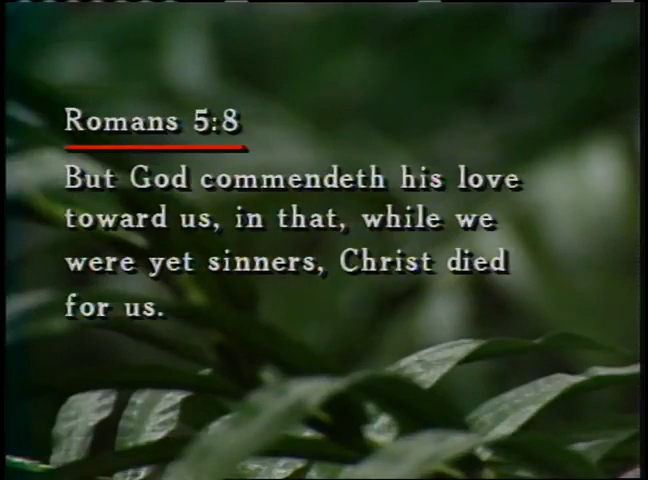 Romans 5:8
But God commendeth his love
toward us, in that, while we
were yet sinners, Christ died
for us.